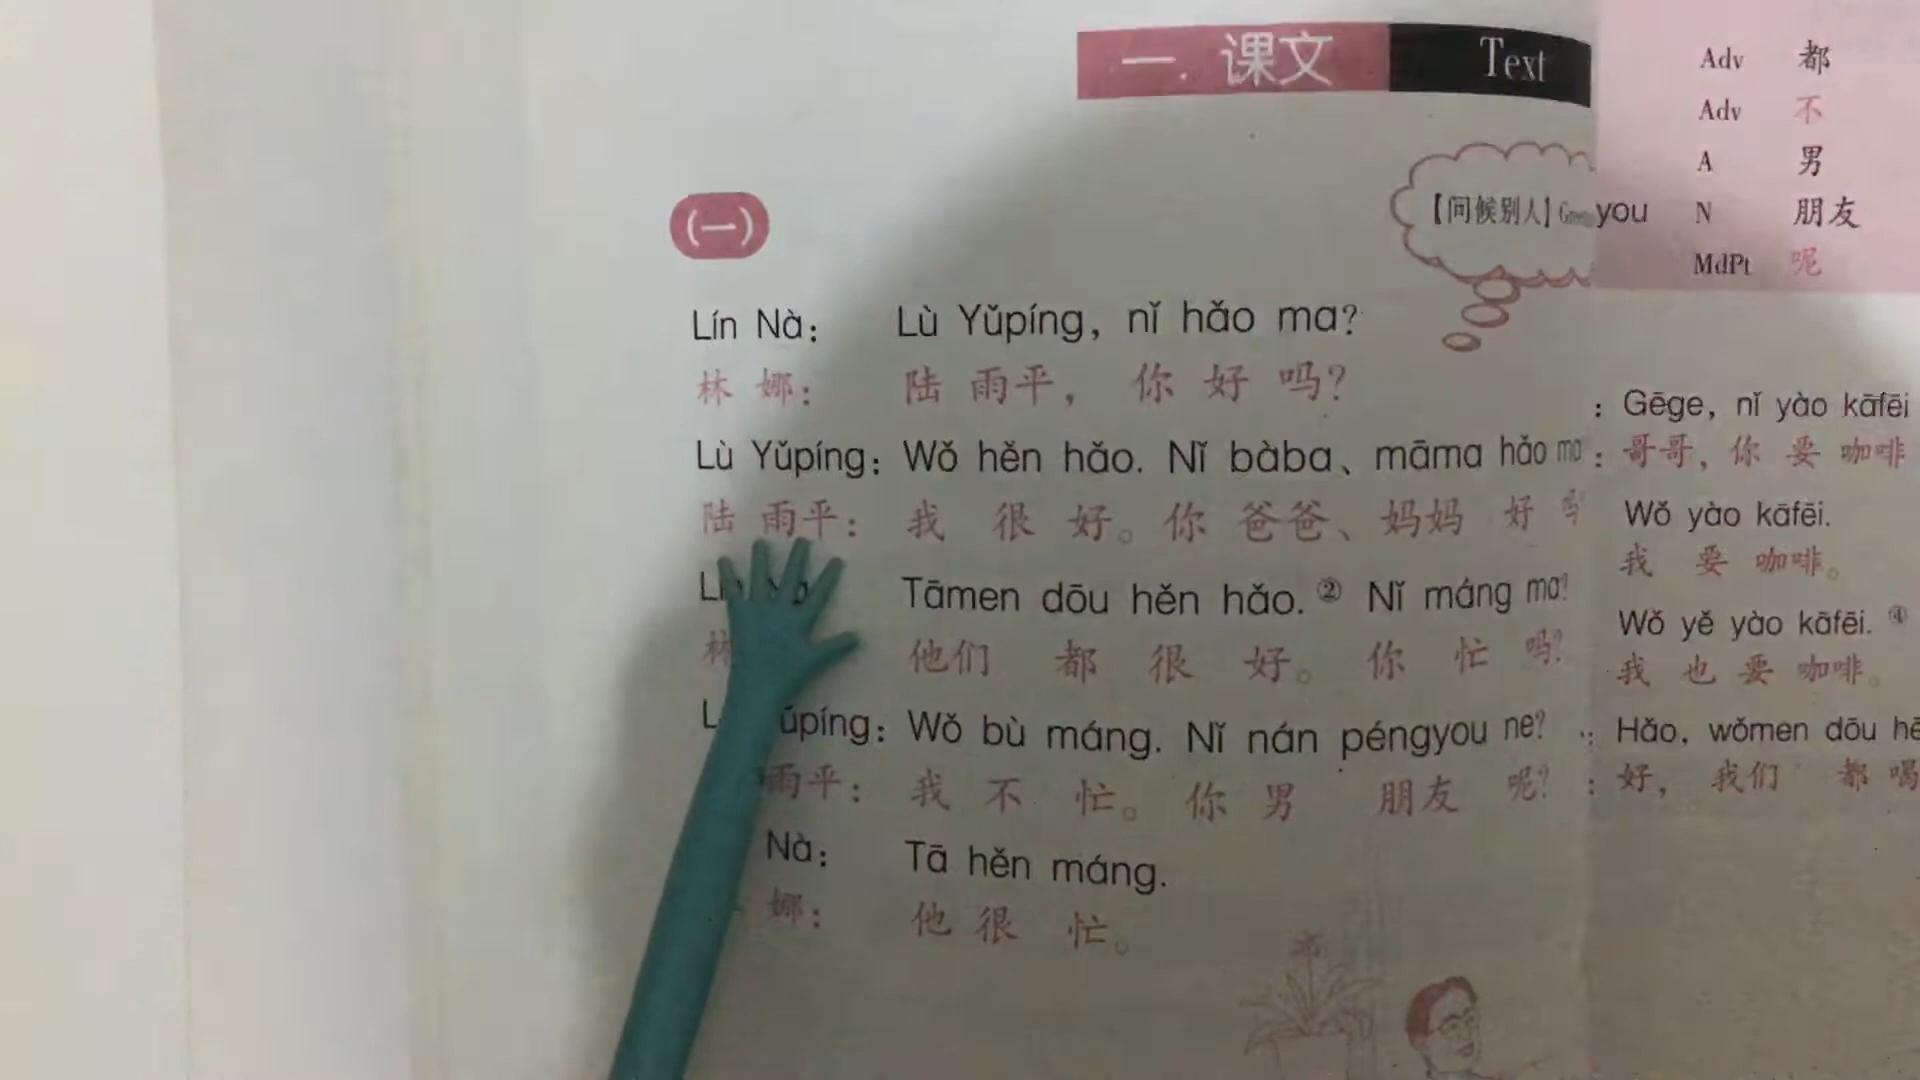 一. 课文 Text
(一)
【问候别人】
Lín Nà: Lù Yǔpíng, nǐ hǎo ma?
林 娜: 陆 雨平, 你 好 吗?
Lù Yǔpíng: Wǒ hěn hǎo. Nǐ bàba、māma hǎo ma
陆 雨平: 我 很 好。你 爸爸、妈妈 好
Tāmen dōu hěn hǎo. ② Nǐ máng ma?
林 他们 都 很 好。 你 忙 吗?
Wǒ bù máng. Nǐ nán péngyou ne?
雨平: 我 不 忙。你 男 朋友 呢?
Nà: Tā hěn máng.
娜: 他 很 忙。
Adv 都
Adv 不
A 男
you N 朋友
MdPt 呢
: Gēge, nǐ yào kāfēi
: 哥哥, 你 要 咖啡
Wǒ yào kāfēi.
我 要 咖啡。
Wǒ yě yào kāfēi. ④
我 也 要 咖啡。
: Hǎo, wǒmen dōu hē
: 好, 我们 都 喝